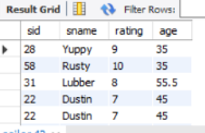 Result Grid Filter Rows:
sid sname rating age
28 Yuppy 9 35
58 Rusty 10 35
31 Lubber 8 55.5
22 Dustin 7 45
22 Dustin 7 45